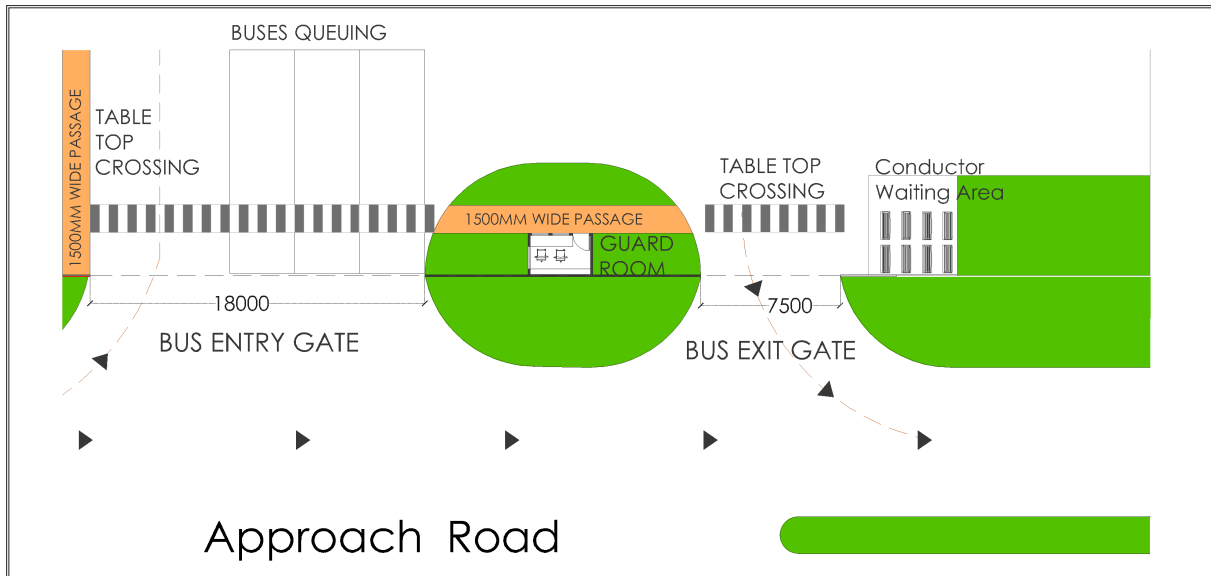 BUSES QUEUING
1500MM WIDE PASSAGE
TABLE
TOP
CROSSING
TABLE TOP
CROSSING
Conductor
Waiting Area
1500MM WIDE PASSAGE
GUARD
ROOM
18000
7500
BUS ENTRY GATE
BUS EXIT GATE
Approach Road